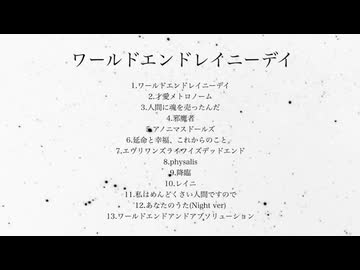 ワールドエンドレイニーデイ
1.ワールドエンドレイニーデイ
2.才愛メトロノーム
3.人間に魂を売ったんだ
4.邪魔者
5.アノニマスドールズ
6.延命と幸福、これからのこと。
7.エヴリワンズライワイズデッドエンド
8.physalis
9.降臨
10.レイニ
11.私はめんどくさい人間ですので
12.あなたのうた(Night ver)
13.ワールドエンドアンドアブソリューション